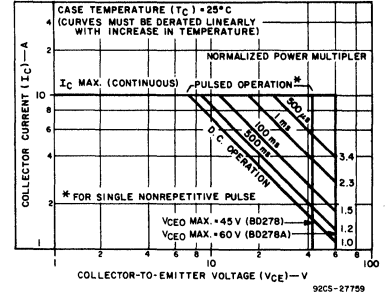 CASE TEMPERATURE (TC) = 25°C
(CURVES MUST BE DERATED LINEARLY
WITH INCREASE IN TEMPERATURE)
NORMALIZED POWER MULTIPLER
IC MAX. (CONTINUOUS)
PULSED OPERATION*
500µs
1 ms
100 ms
500 ms
D.C. OPERATION
3.4
2.3
1.5
1.2
1.0
*FOR SINGLE NONREPETITIVE PULSE
VCEO MAX. = 45 V (BD278)
VCEO MAX. = 60 V (BD278A)
COLLECTOR CURRENT (IC)—A
4
2
10
8
6
4
2
1
1
2
4
6
8
10
2
4
6
8
100
COLLECTOR-TO-EMITTER VOLTAGE (VCE)—V
92CS-27759